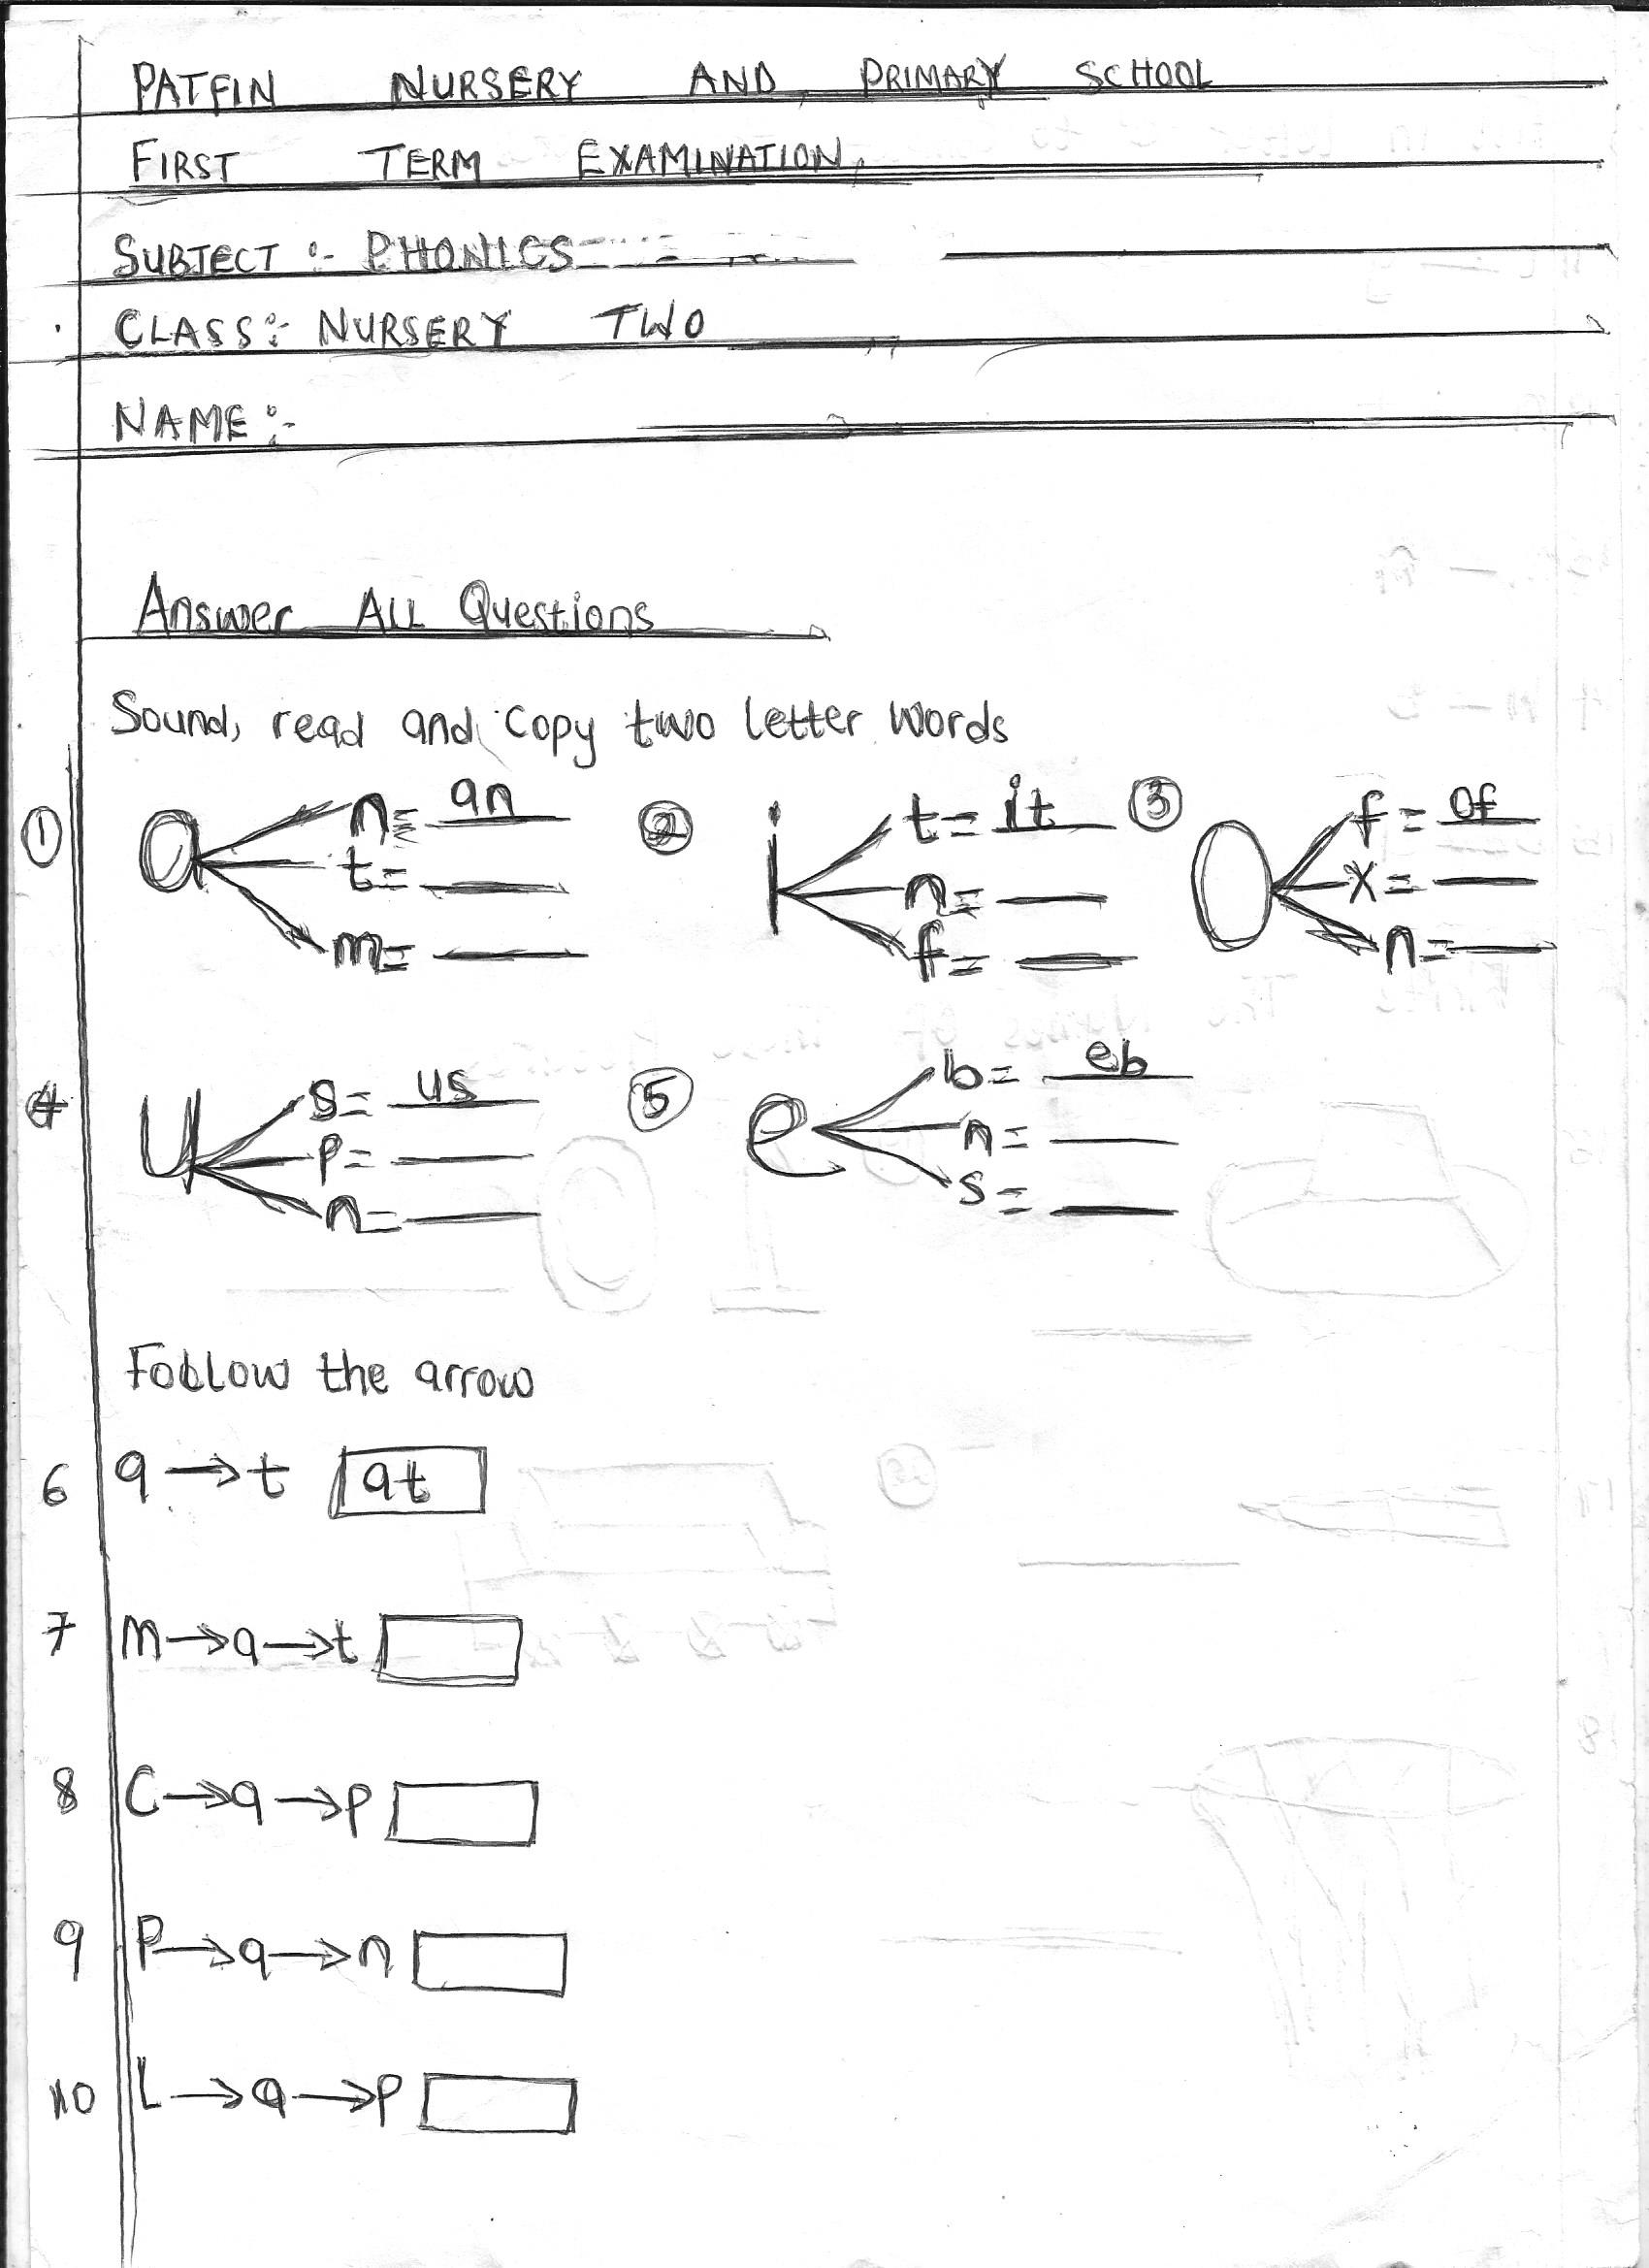 PATFIN NURSERY AND PRIMARY SCHOOL
FIRST TERM EXAMINATION
SUBJECT :- PHONICS
CLASS :- NURSERY TWO
NAME :-
Answer ALL Questions
Sound, read and copy two letter words
① a n= an ② i t= it ③ o f= of
t= n= x=
m= f= n=
4 u s= us ⑤ e b= eb
p= n=
n= s=
Follow the arrow
6 a→t at
7 m→a→t
8 C→a→p
9 P→a→n
10 L→a→p